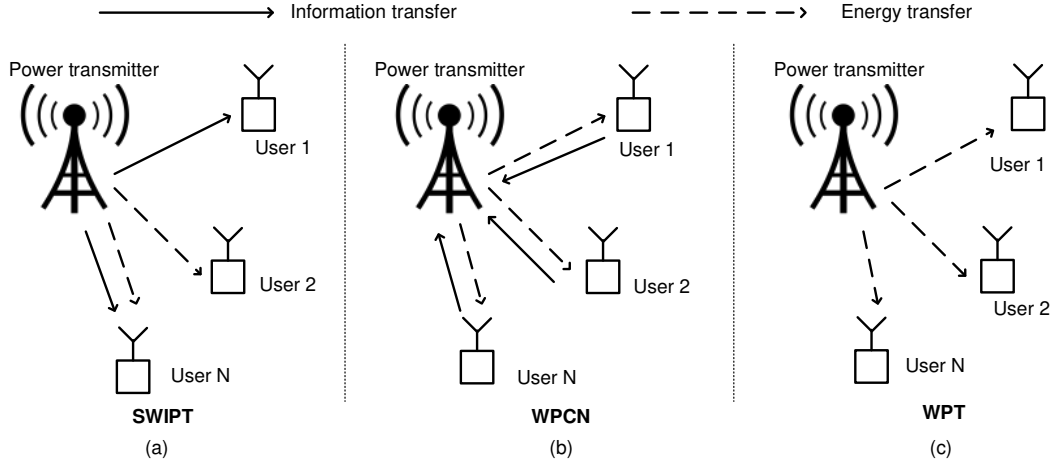 Information transfer
Energy transfer
Power transmitter
User 1
User 2
User N
SWIPT
(a)
Power transmitter
User 1
User 2
User N
WPCN
(b)
Power transmitter
User 1
User 2
User N
WPT
(c)